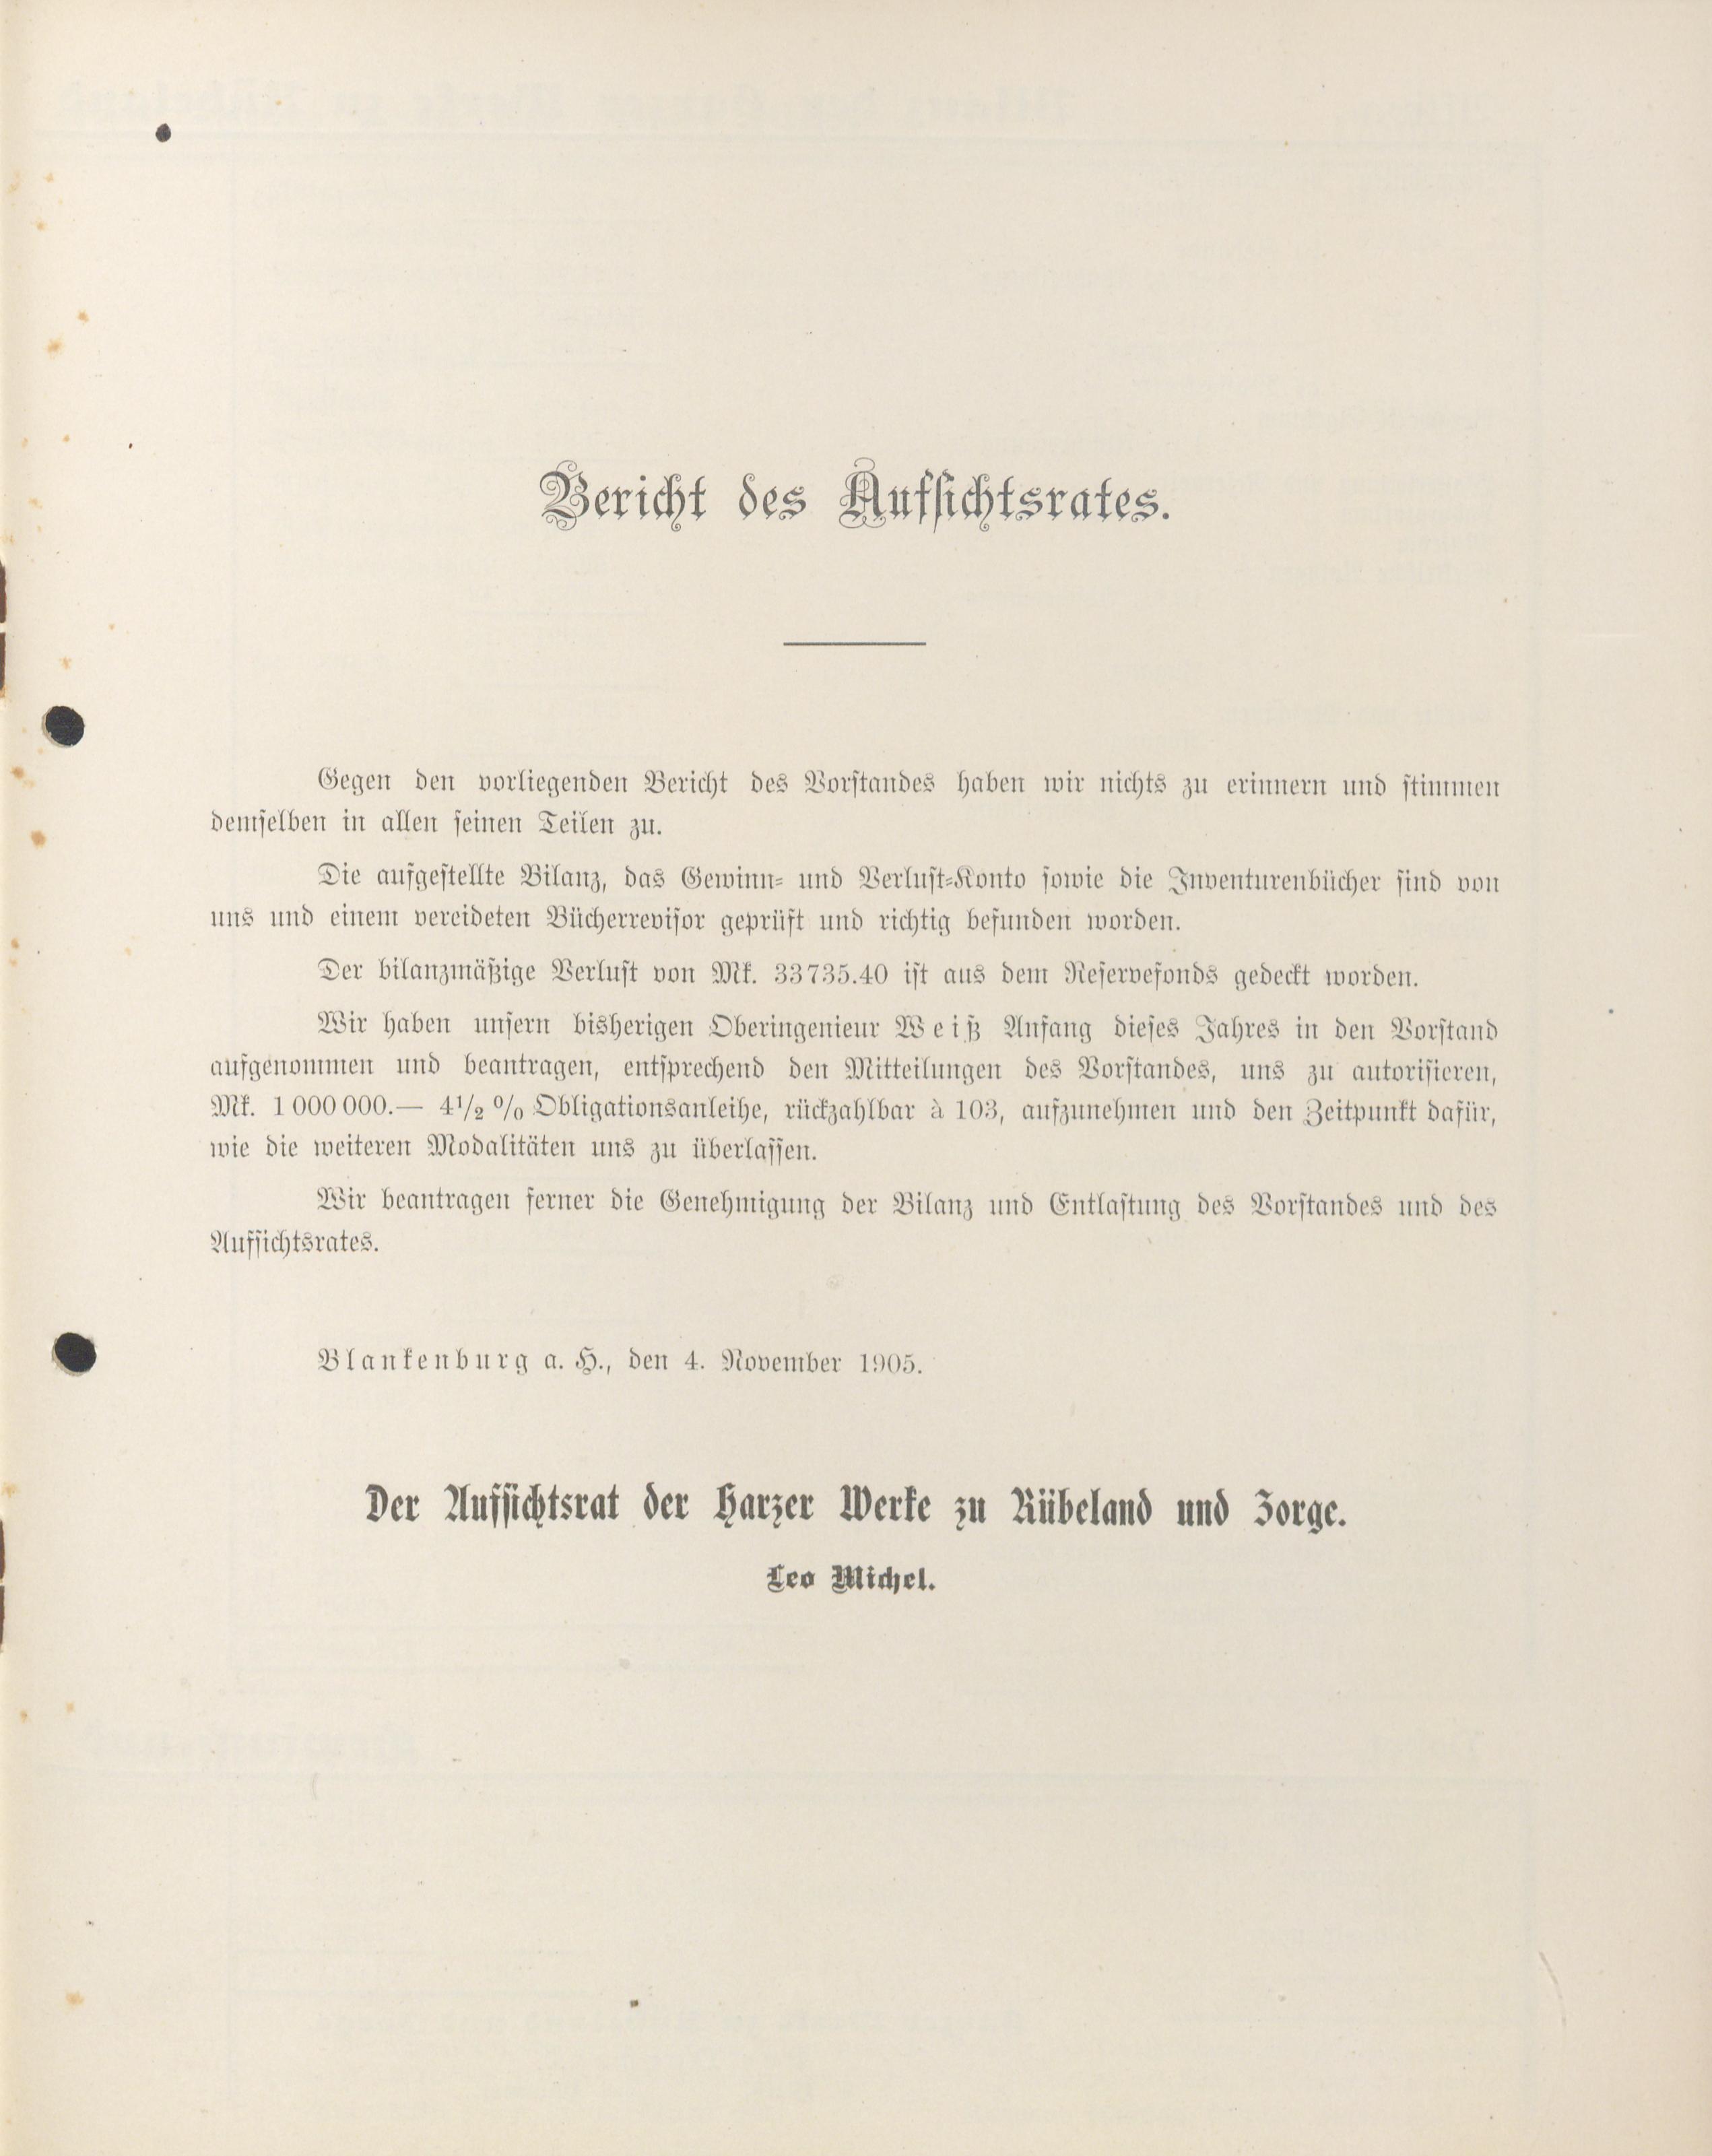 Bericht des Aufsichtsrates.
Gegen den vorliegenden Bericht des Vorstandes haben wir nichts zu erinnern und stimmen
demselben in allen seinen Teilen zu.
Die aufgestellte Bilanz, das Gewinn- und Verlust-Konto sowie die Inventurenbücher sind von
uns und einem vereideten Bücherrevisor geprüft und richtig befunden worden.
Der bilanzmäßige Verlust von Mk. 33735.40 ist aus dem Reservefonds gedeckt worden.
Wir haben unsern bisherigen Oberingenieur Weiß Anfang dieses Jahres in den Vorstand
aufgenommen und beantragen, entsprechend den Mitteilungen des Vorstandes, uns zu autorisieren,
Mk. 1 000 000.— 4½ % Obligationsanleihe, rückzahlbar à 103, aufzunehmen und den Zeitpunkt dafür,
wie die weiteren Modalitäten uns zu überlassen.
Wir beantragen ferner die Genehmigung der Bilanz und Entlastung des Vorstandes und des
Aufsichtsrates.
Blankenburg a. H., den 4. November 1905.
Der Aufsichtsrat der Harzer Werke zu Rübeland und Zorge.
Leo Michel.